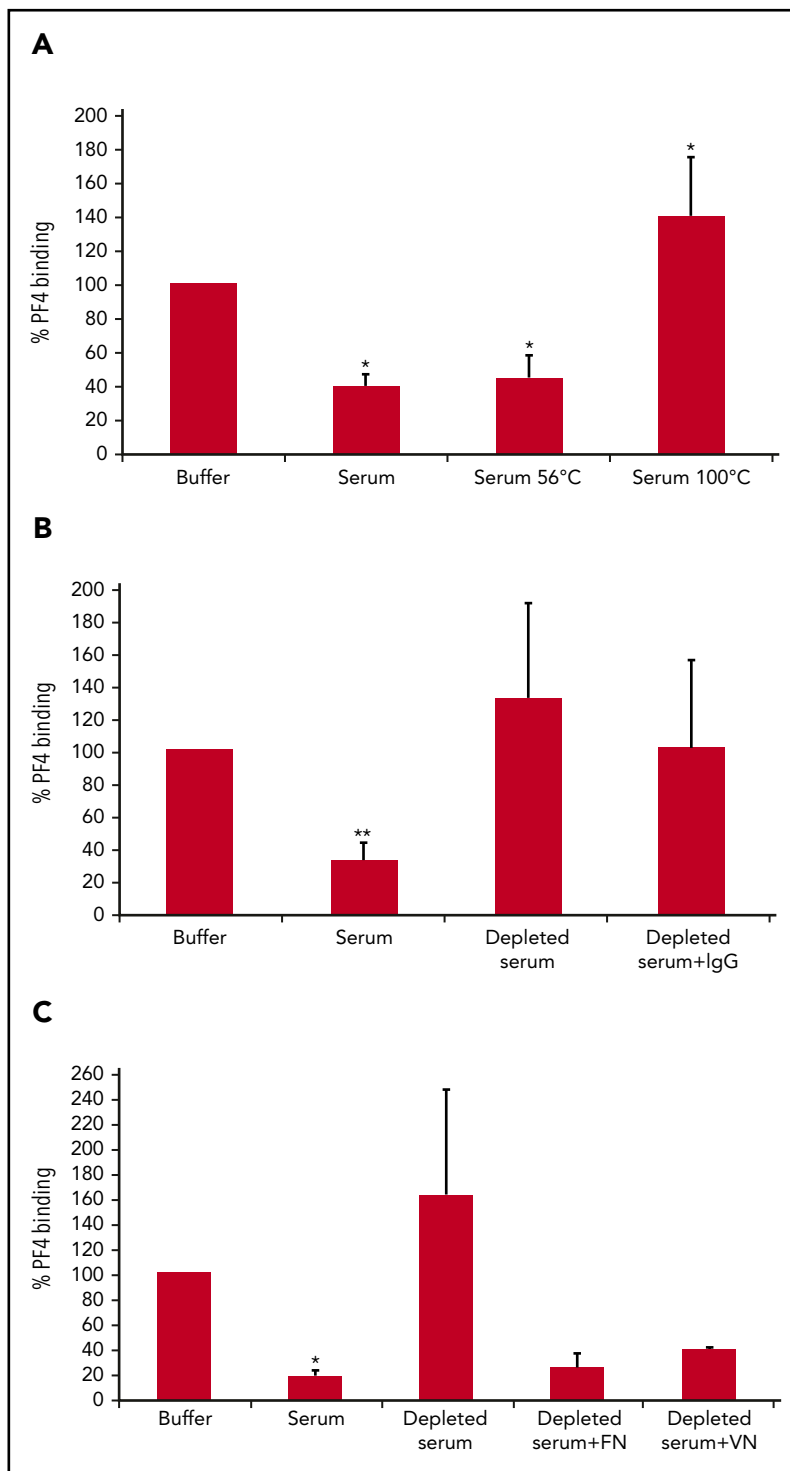 A
% PF4 binding
200
180
160
140
120
100
80
60
40
20
0
*
*
*
Buffer
Serum
Serum 56°C
Serum 100°C
B
% PF4 binding
200
180
160
140
120
100
80
60
40
20
0
**
Buffer
Serum
Depleted
serum
Depleted
serum+IgG
C
% PF4 binding
260
240
220
200
180
160
140
120
100
80
60
40
20
0
*
Buffer
Serum
Depleted
serum
Depleted
serum+FN
Depleted
serum+VN